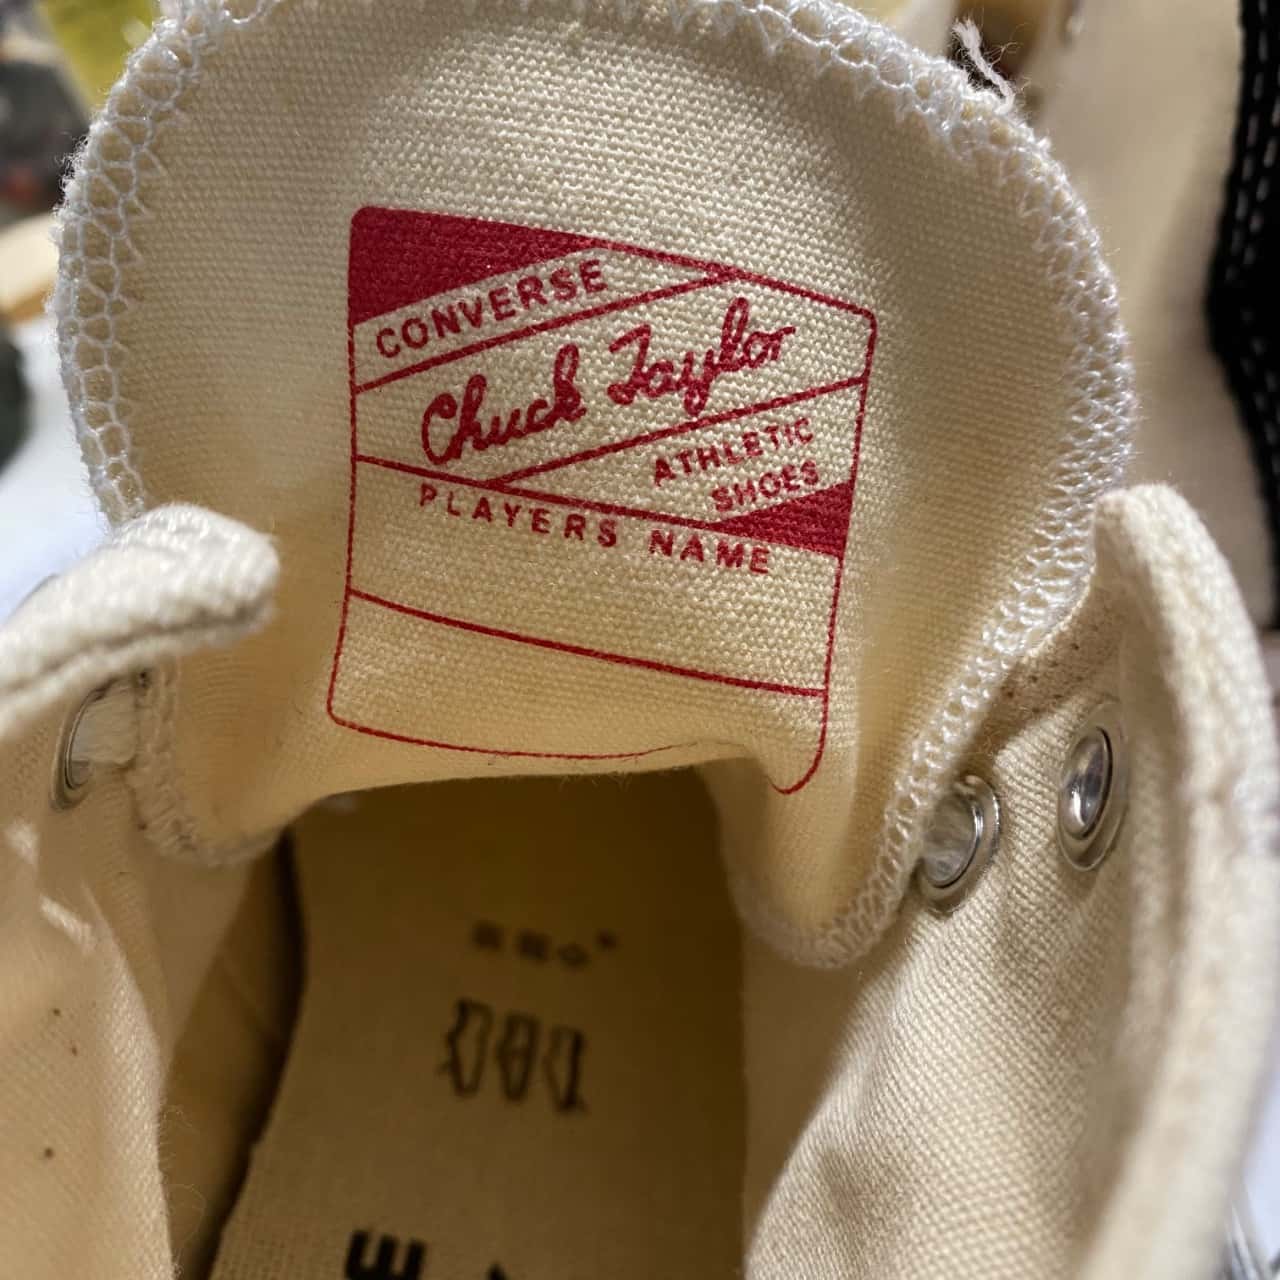 CONVERSE
Chuck Taylor
ATHLETIC
SHOES
PLAYERS NAME